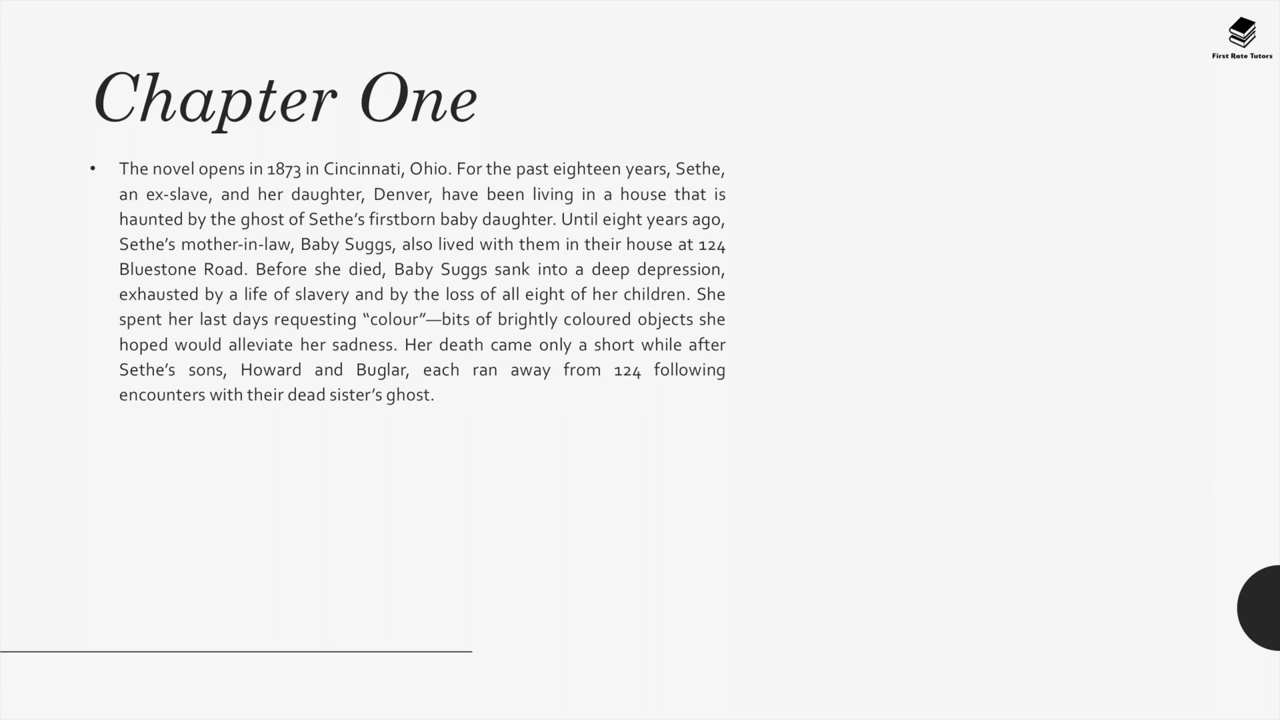 First Rate Tutors
Chapter One
• The novel opens in 1873 in Cincinnati, Ohio. For the past eighteen years, Sethe,
an ex-slave, and her daughter, Denver, have been living in a house that is
haunted by the ghost of Sethe’s firstborn baby daughter. Until eight years ago,
Sethe’s mother-in-law, Baby Suggs, also lived with them in their house at 124
Bluestone Road. Before she died, Baby Suggs sank into a deep depression,
exhausted by a life of slavery and by the loss of all eight of her children. She
spent her last days requesting “colour”—bits of brightly coloured objects she
hoped would alleviate her sadness. Her death came only a short while after
Sethe’s sons, Howard and Buglar, each ran away from 124 following
encounters with their dead sister’s ghost.